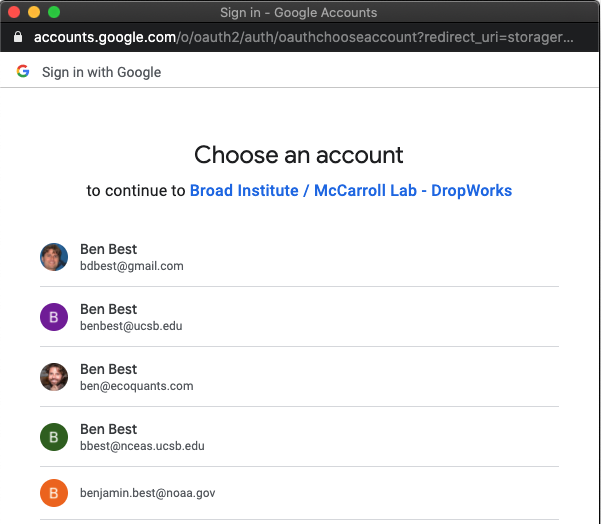 Sign in - Google Accounts
accounts.google.com/o/oauth2/auth/oauthchooseaccount?redirect_uri=storager...
G Sign in with Google
Choose an account
to continue to Broad Institute / McCarroll Lab - DropWorks
Ben Best
bdbest@gmail.com
B
Ben Best
benbest@ucsb.edu
Ben Best
ben@ecoquants.com
B
Ben Best
bbest@nceas.ucsb.edu
B benjamin.best@noaa.gov